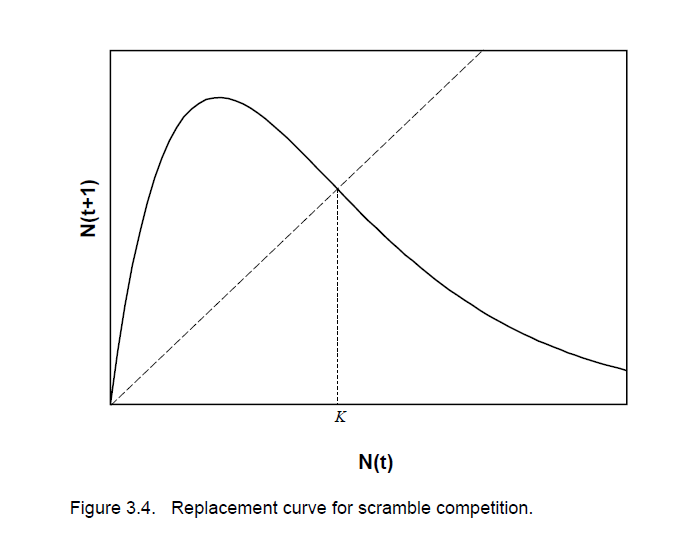 N(t+1)
K
N(t)
Figure 3.4. Replacement curve for scramble competition.